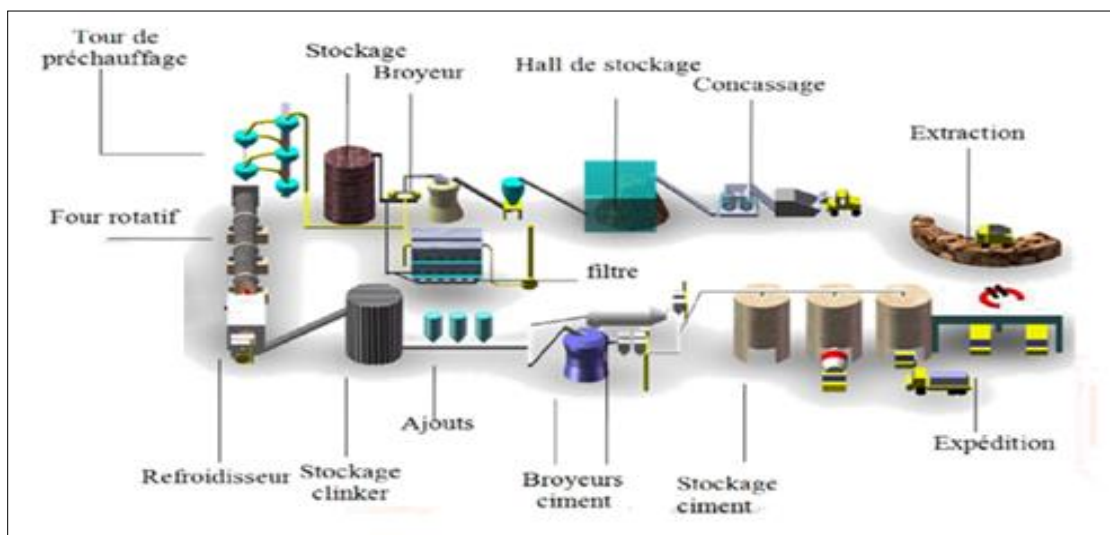 Tour de
préchauffage
Stockage
Broyeur
Hall de stockage
Concassage
Extraction
Four rotatif
filtre
Ajouts
Refroidisseur
Stockage
clinker
Broyeurs
ciment
Stockage
ciment
Expédition